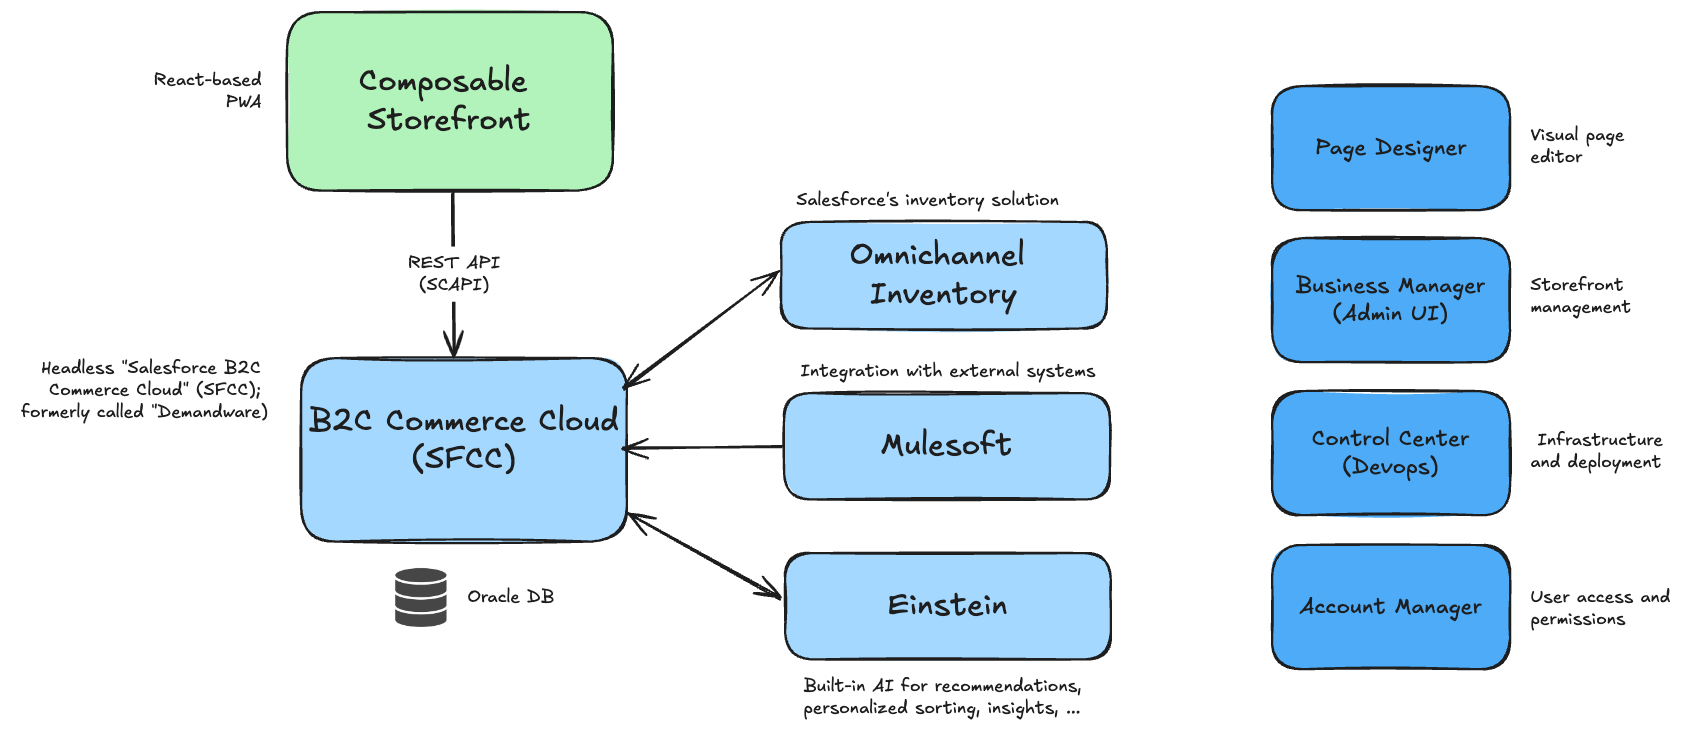 React-based
PWA
Composable
Storefront
REST API
(SCAPI)
Headless "Salesforce B2C
Commerce Cloud" (SFCC);
formerly called "Demandware)
B2C Commerce Cloud
(SFCC)
Oracle DB
Salesforce's inventory solution
Omnichannel
Inventory
Integration with external systems
Mulesoft
Einstein
Built-in AI for recommendations,
personalized sorting, insights, ...
Page Designer
Visual page
editor
Business Manager
(Admin UI)
Storefront
management
Control Center
(Devops)
Infrastructure
and deployment
Account Manager
User access and
permissions